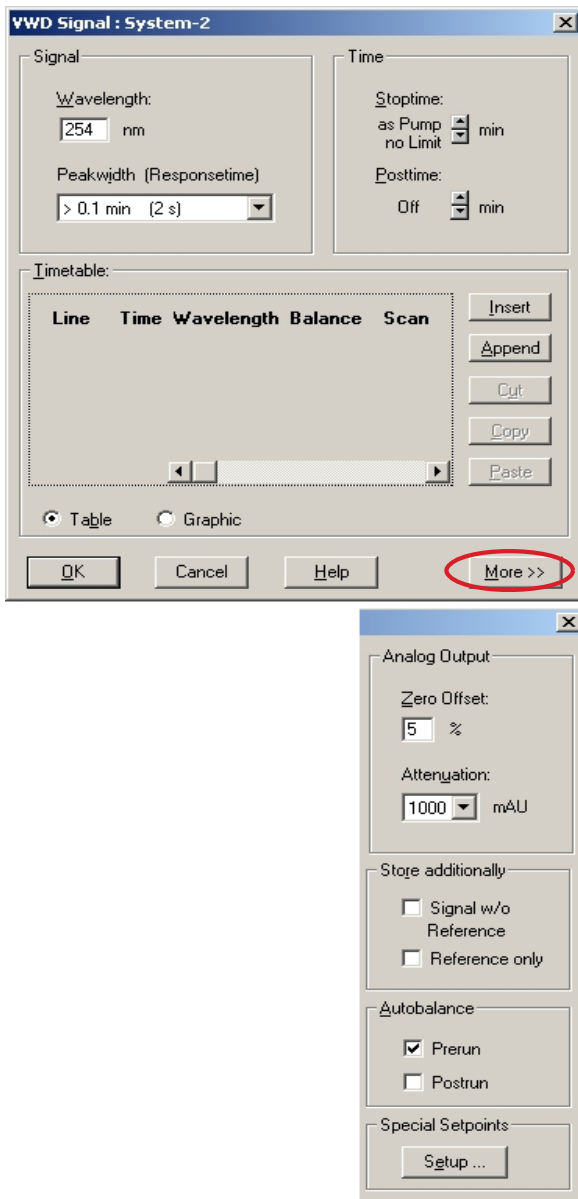 VWD Signal : System-2
Signal
Wavelength:
254 nm
Peakwidth (Responsetime)
> 0.1 min (2 s)
Time
Stoptime:
as Pump
no Limit
min
Posttime:
Off min
Timetable:
Line Time Wavelength Balance Scan
Insert
Append
Cut
Copy
Paste
Table Graphic
OK Cancel Help More >>
Analog Output
Zero Offset:
5 %
Attenuation:
1000 mAU
Store additionally
Signal w/o
Reference
Reference only
Autobalance
Prerun
Postrun
Special Setpoints
Setup ...